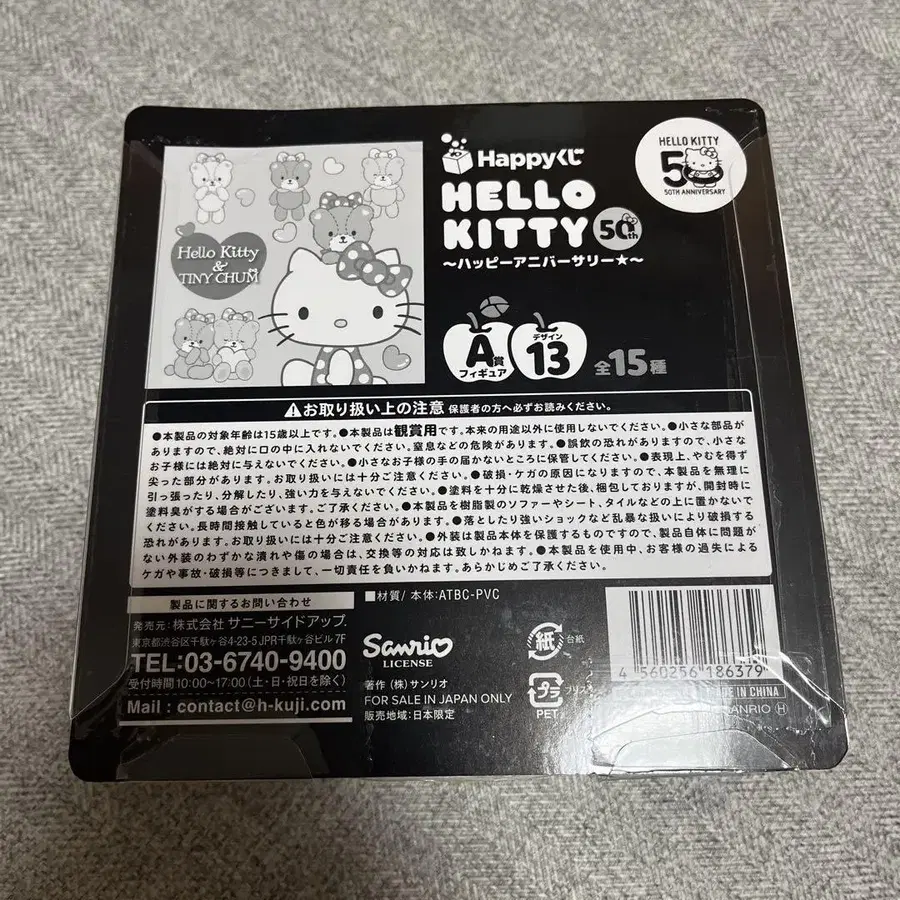 Hello Kitty
&
TINY CHUM
Happyくじ
HELLO
KITTY 50th
～ハッピーアニバーサリー★～
HELLO KITTY
50
50TH ANNIVERSARY
A賞
フィギュア
デザイン
13
全15種
⚠お取り扱い上の注意 保護者の方へ必ずお読みください。
●本製品の対象年齢は15歳以上です。●本製品は観賞用です。本来の用途以外に使用しないでください。●小さな部品が
ありますので、絶対に口の中に入れないでください。窒息などの危険があります。●誤飲の恐れがありますので、小さな
お子様には絶対に与えないでください。●小さなお子様の手の届かないところに保管してください。●表現上、やむを得ず
尖った部分があります。お取り扱いには十分ご注意ください。●破損・ケガの原因になりますので、本製品を無理に
引っ張ったり、分解したり、強い力を与えないでください。●塗料を十分に乾燥させた後、梱包しておりますが、開封時に
塗料臭がする場合がございます。ご了承ください。●本製品を樹脂製のソファーやシート、タイルなどの上に置かないで
ください。長時間接触していると色が移る場合があります。●落としたり強いショックなど乱暴な扱いにより破損する
恐れがあります。お取り扱いには十分ご注意ください。●外装は製品本体を保護するものですので、製品自体に問題が
ない外装のわずかな潰れや傷の場合は、交換等の対応は致しかねます。●本製品を使用中、お客様の過失による
ケガや事故・破損等につきまして、一切責任を負いかねます。あらかじめご了承ください。
製品に関するお問い合わせ
発売元：株式会社 サニーサイドアップ
東京都渋谷区千駄ヶ谷4-23-5 JPR千駄ヶ谷ビル 7F
TEL:03-6740-9400
受付時間10:00～17:00(土・日・祝日を除く)
Mail : contact@h-kuji.com
■材質/ 本体:ATBC-PVC
Sanrio
LICENSE
著作 (株)サンリオ
FOR SALE IN JAPAN ONLY
販売地域：日本限定
紙 台紙
プラ
PET
4 560256 186379
MADE IN CHINA
SANRIO Ⓗ